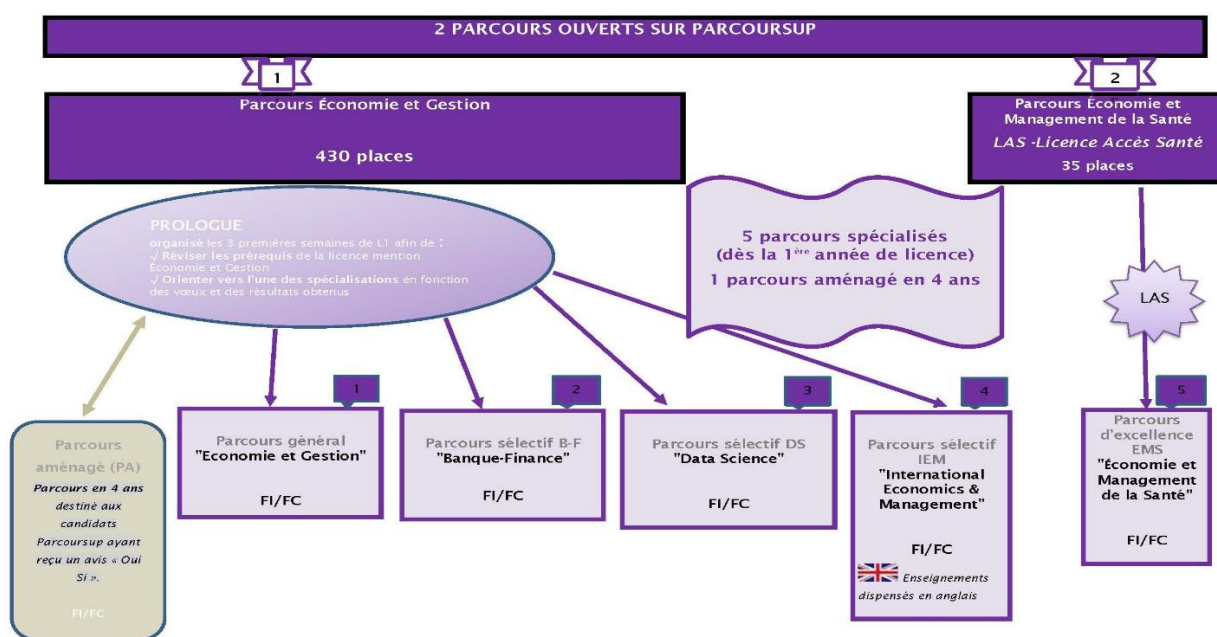 2 PARCOURS OUVERTS SUR PARCOURSUP
1
Parcours Économie et Gestion
430 places
2
Parcours Économie et
Management de la Santé
LAS -Licence Accès Santé
35 places
PROLOGUE
organisé les 3 premières semaines de L1 afin de :
√ Réviser les prérequis de la licence mention
Économie et Gestion
√ Orienter vers l'une des spécialisations en fonction
des vœux et des résultats obtenus
5 parcours spécialisés
(dès la 1ère année de licence)
1 parcours aménagé en 4 ans
LAS
Parcours
aménagé (PA)
Parcours en 4 ans
destiné aux
candidats
Parcoursup ayant
reçu un avis « Oui
Si ».
FI/FC
1
Parcours général
"Economie et Gestion"
FI/FC
2
Parcours sélectif B-F
"Banque-Finance"
FI/FC
3
Parcours sélectif DS
"Data Science"
FI/FC
4
Parcours sélectif
IEM
"International
Economics &
Management"
FI/FC
Enseignements
dispensés en anglais
5
Parcours
d'excellence
EMS
"Économie et
Management
de la Santé"
FI/FC